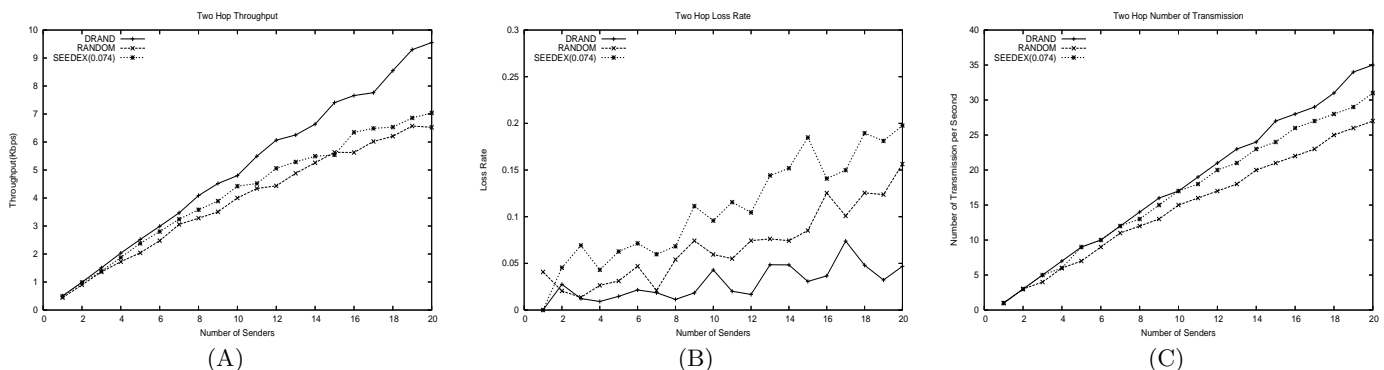 Two Hop Throughput
DRAND
RANDOM
SEEDEX(0.074)
Throughput(Kbps)
10
9
8
7
6
5
4
3
2
1
0
0 2 4 6 8 10 12 14 16 18 20
Number of Senders
(A)
Two Hop Loss Rate
DRAND
RANDOM
SEEDEX(0.074)
Loss Rate
0.3
0.25
0.2
0.15
0.1
0.05
0
0 2 4 6 8 10 12 14 16 18 20
Number of Senders
(B)
Two Hop Number of Transmission
DRAND
RANDOM
SEEDEX(0.074)
Number of Transmission per Second
40
35
30
25
20
15
10
5
0
0 2 4 6 8 10 12 14 16 18 20
Number of Senders
(C)